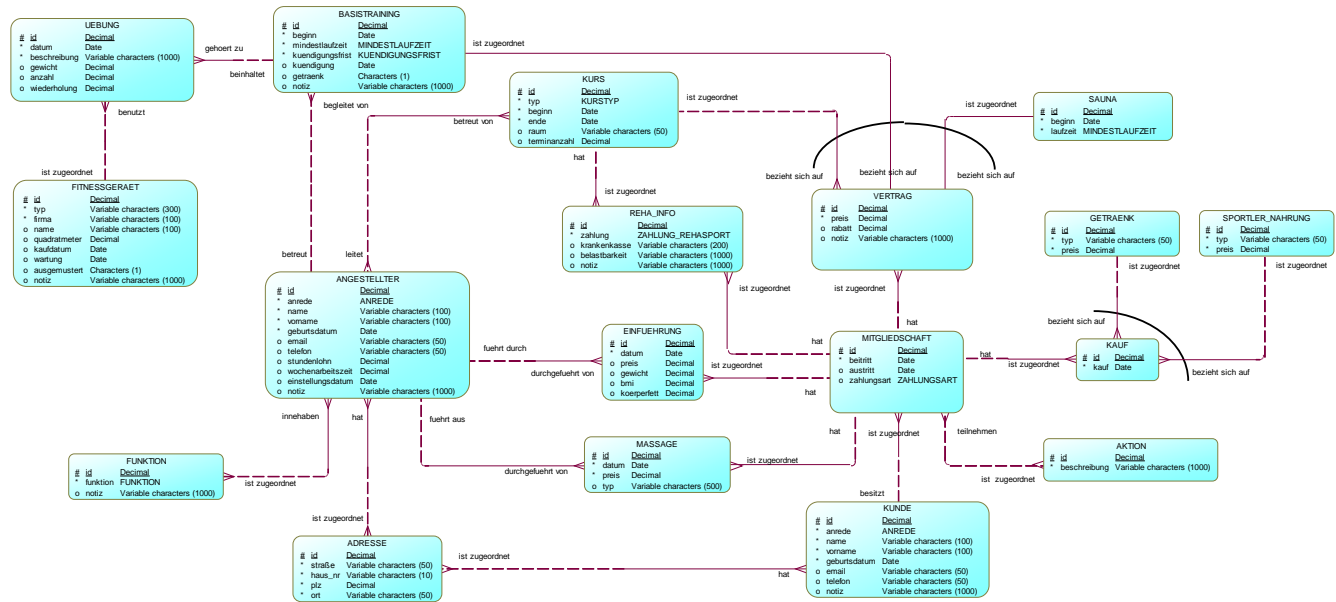 UEBUNG
# id Decimal
* datum Date
* beschreibung Variable characters (1000)
o gewicht Decimal
o anzahl Decimal
o wiederholung Decimal
gehoert zu
beinhaltet
BASISTRAINING
# id Decimal
* beginn Date
* mindestlaufzeit MINDESTLAUFZEIT
* kuendigungsfrist KUENDIGUNGSFRIST
o kuendigung Date
o getraenk Characters (1)
o notiz Variable characters (1000)
ist zugeordnet
benutzt
ist zugeordnet
begleitet von
betreut
KURS
# id Decimal
* typ KURSTYP
* beginn Date
* ende Date
o raum Variable characters (50)
o terminanzahl Decimal
betreut von
leitet
ist zugeordnet
hat
ist zugeordnet
SAUNA
# id Decimal
* beginn Date
* laufzeit MINDESTLAUFZEIT
ist zugeordnet
bezieht sich auf
bezieht sich auf
bezieht sich auf
FITNESSGERAET
# id Decimal
* typ Variable characters (300)
* firma Variable characters (100)
o name Variable characters (100)
o quadratmeter Decimal
o kaufdatum Date
o wartung Date
o ausgemustert Characters (1)
o notiz Variable characters (1000)
REHA_INFO
# id Decimal
* zahlung ZAHLUNG_REHASPORT
o krankenkasse Variable characters (200)
o belastbarkeit Variable characters (1000)
o notiz Variable characters (1000)
ist zugeordnet
hat
VERTRAG
# id Decimal
* preis Decimal
o rabatt Decimal
o notiz Variable characters (1000)
ist zugeordnet
hat
GETRAENK
# id Decimal
* typ Variable characters (50)
* preis Decimal
ist zugeordnet
bezieht sich auf
SPORTLER_NAHRUNG
# id Decimal
* typ Variable characters (50)
* preis Decimal
ist zugeordnet
bezieht sich auf
ANGESTELLTER
# id Decimal
* anrede ANREDE
* name Variable characters (100)
* vorname Variable characters (100)
* geburtsdatum Date
o email Variable characters (50)
o telefon Variable characters (50)
o stundenlohn Decimal
o wochenarbeitszeit Decimal
o einstellungsdatum Date
o notiz Variable characters (1000)
fuehrt durch
durchgefuehrt von
EINFUEHRUNG
# id Decimal
* datum Date
o preis Decimal
o gewicht Decimal
o bmi Decimal
o koerperfett Decimal
ist zugeordnet
hat
MITGLIEDSCHAFT
# id Decimal
* beitritt Date
o austritt Date
o zahlungsart ZAHLUNGSART
hat
ist zugeordnet
KAUF
# id Decimal
* kauf Date
innehaben
hat
fuehrt aus
durchgefuehrt von
MASSAGE
# id Decimal
* datum Date
* preis Decimal
o typ Variable characters (500)
ist zugeordnet
hat
ist zugeordnet
besitzt
teilnehmen
ist zugeordnet
AKTION
# id Decimal
* beschreibung Variable characters (1000)
FUNKTION
# id Decimal
* funktion FUNKTION
o notiz Variable characters (1000)
ist zugeordnet
ist zugeordnet
ADRESSE
# id Decimal
* straße Variable characters (50)
* haus_nr Variable characters (10)
* plz Decimal
* ort Variable characters (50)
ist zugeordnet
hat
KUNDE
# id Decimal
* anrede ANREDE
* name Variable characters (100)
* vorname Variable characters (100)
* geburtsdatum Date
o email Variable characters (50)
o telefon Variable characters (50)
o notiz Variable characters (1000)